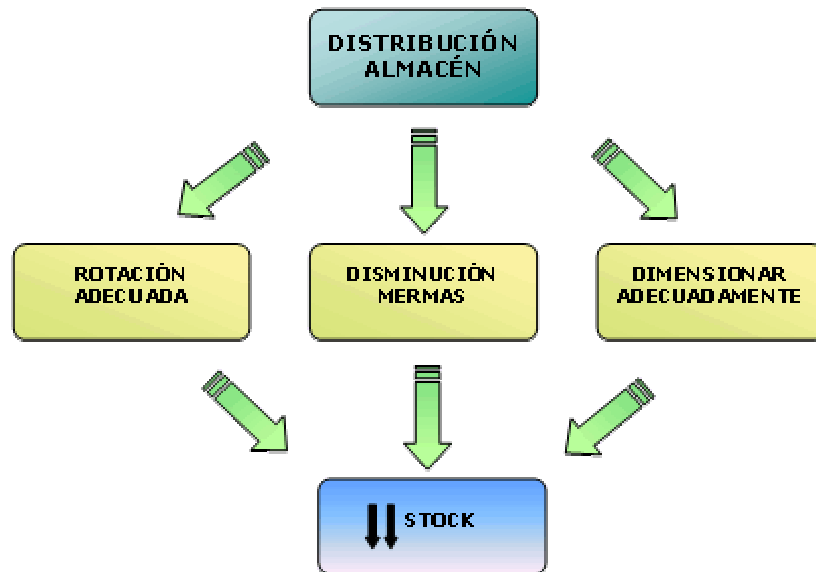 DISTRIBUCIÓN
ALMACÉN
ROTACIÓN
ADECUADA
DISMINUCIÓN
MERMAS
DIMENSIONAR
ADECUADAMENTE
STOCK